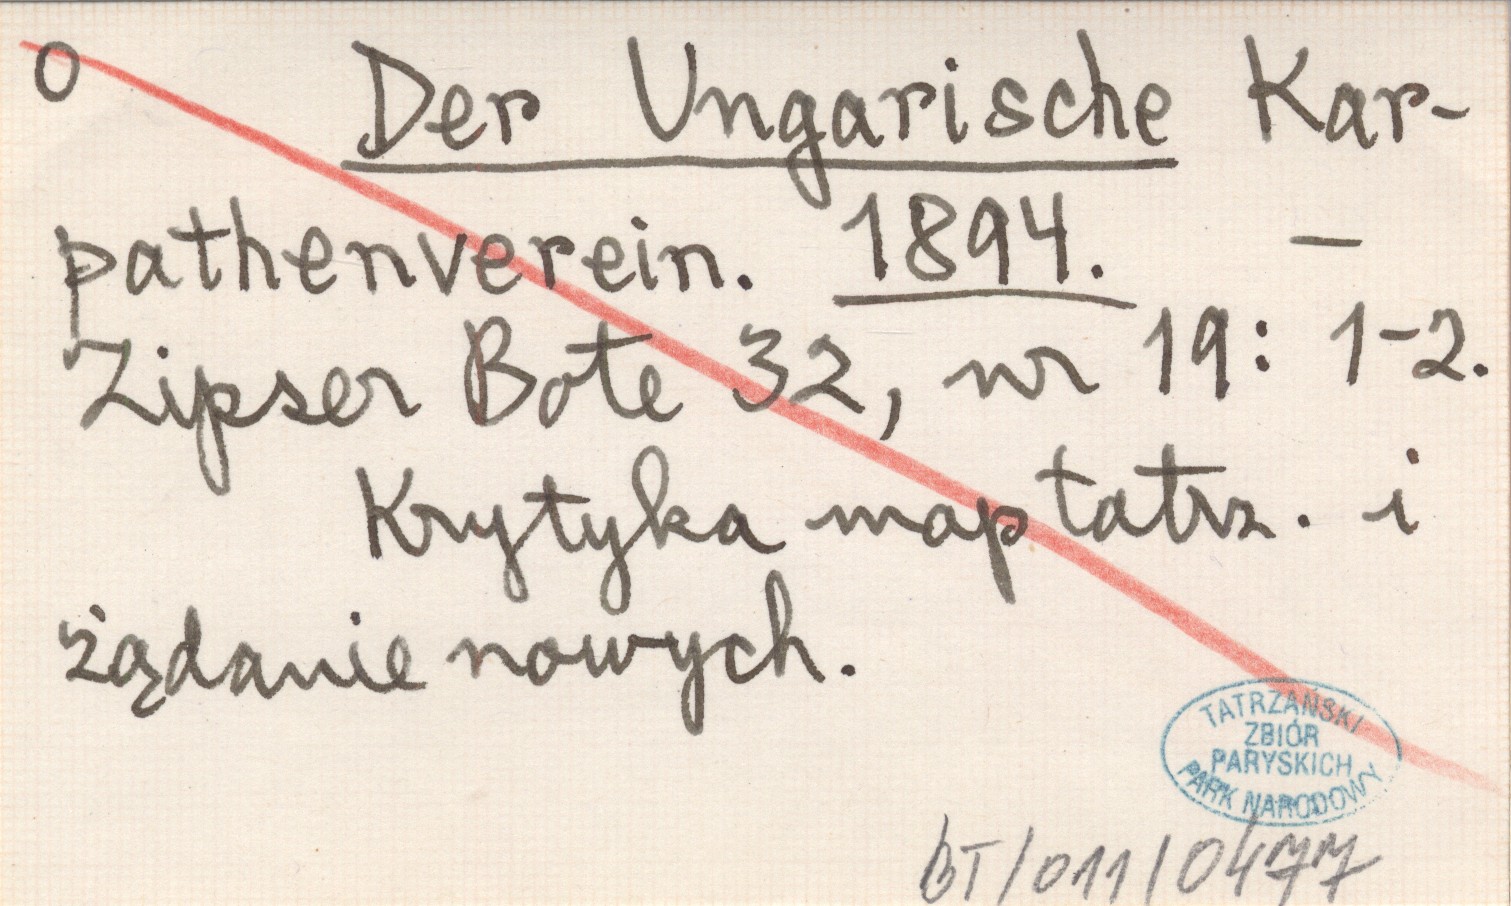 O Der Ungarische Kar-
pathenverein. 1894. –
Zipser Bote 32, nr 19: 1-2.
Krytyka map tatrz. i
żądanie nowych.
TATRZAŃSKI
ZBIÓR
PARYSKICH
PARK NARODOWY
BT/011/0477